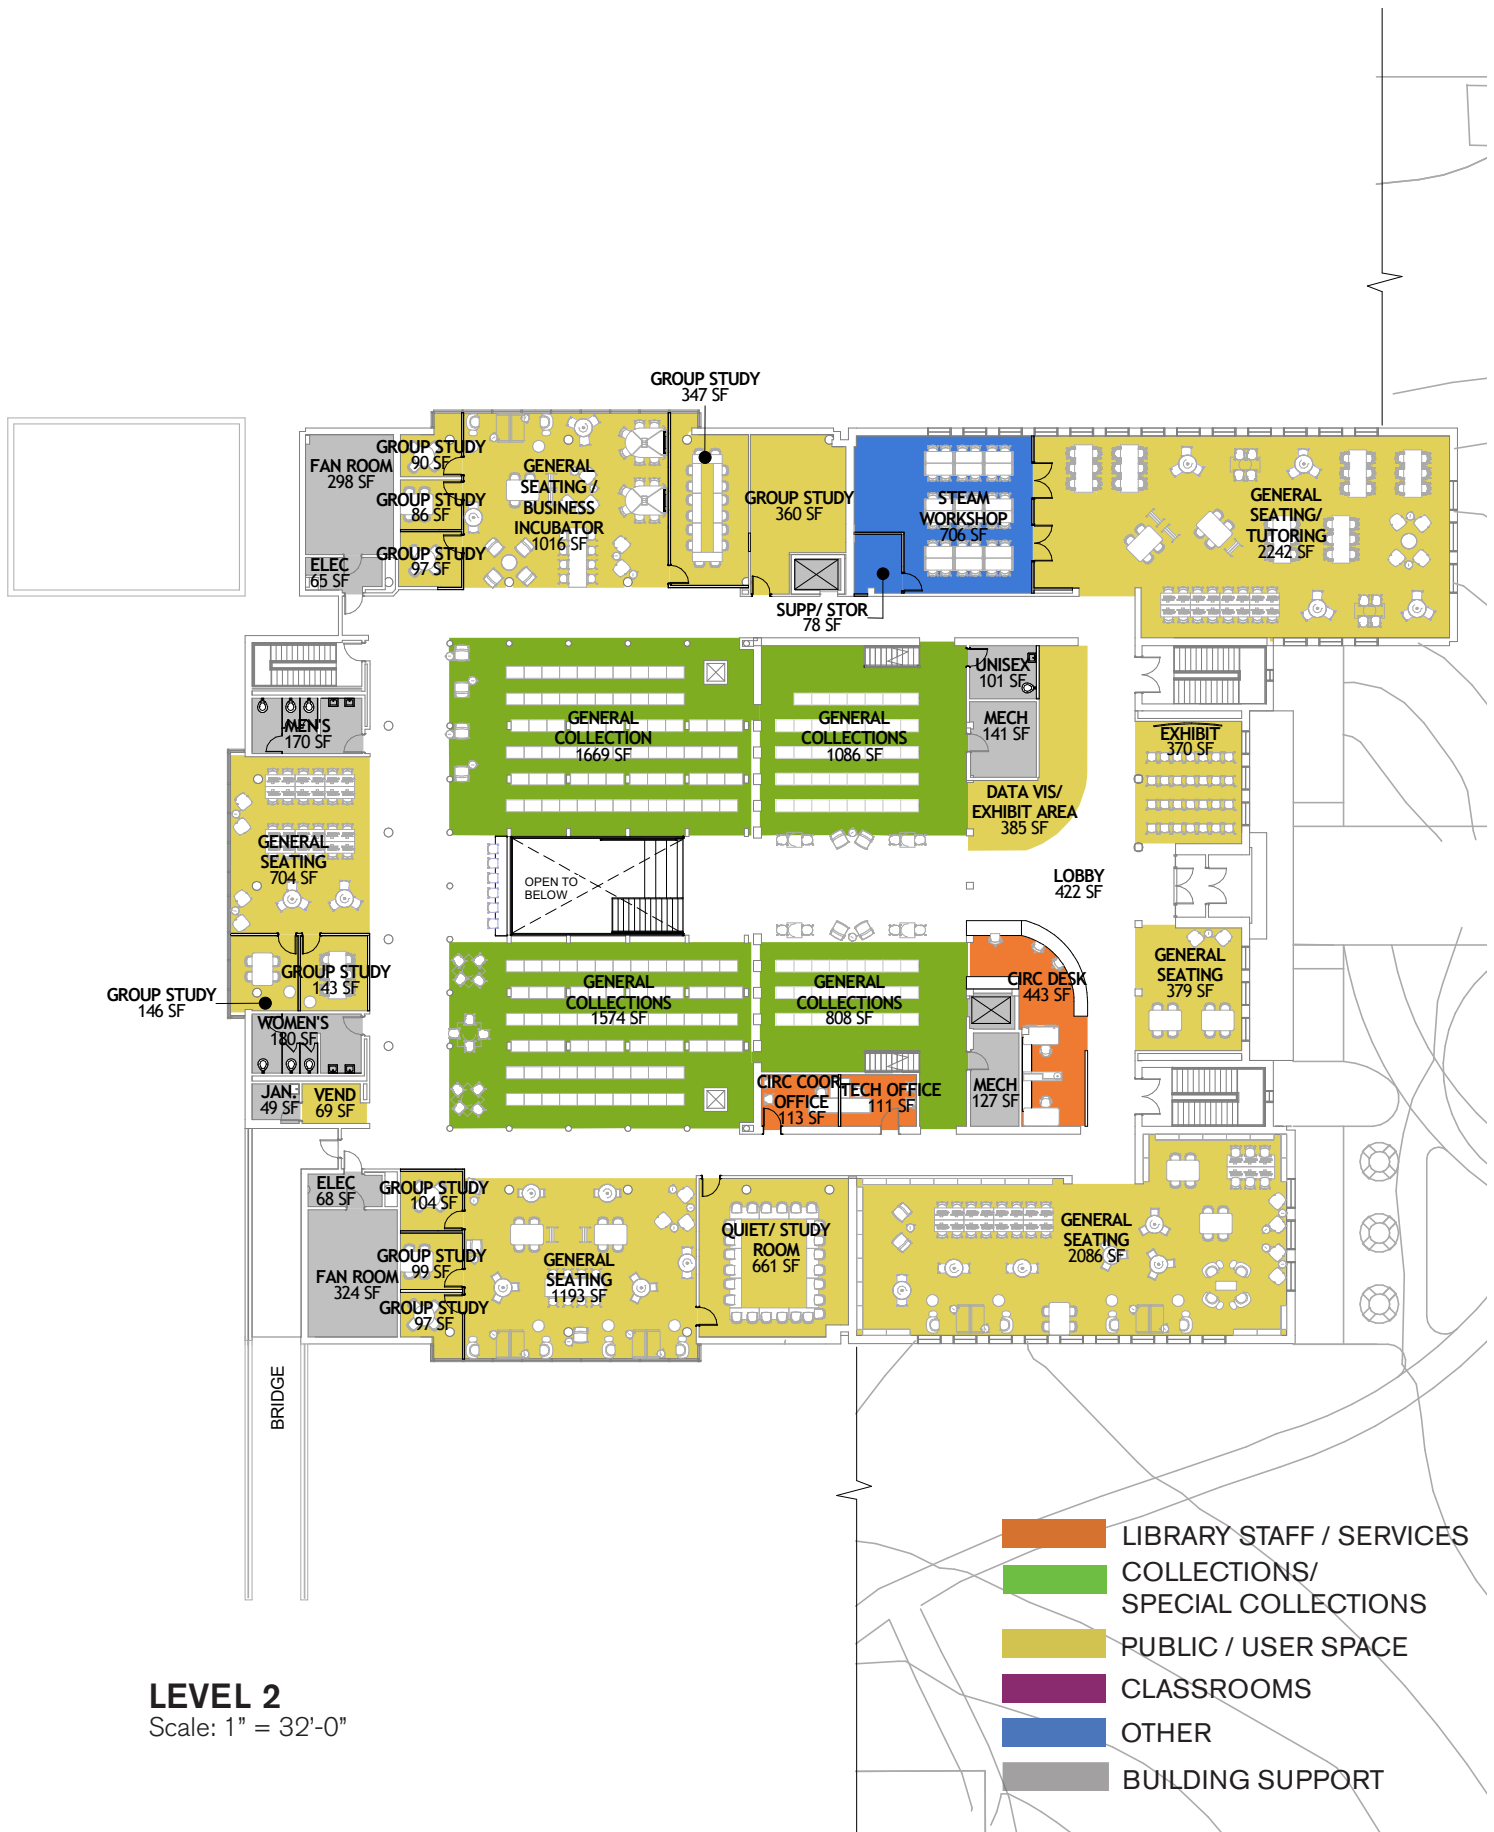 GROUP STUDY
347 SF
GROUP STUDY
90 SF
FAN ROOM
298 SF
GROUP STUDY
86 SF
GROUP STUDY
97 SF
ELEC
65 SF
GENERAL
SEATING /
BUSINESS
INCUBATOR
1016 SF
GROUP STUDY
360 SF
STEAM
WORKSHOP
706 SF
SUPP/ STOR
78 SF
GENERAL
SEATING/
TUTORING
2242 SF
MEN'S
170 SF
GENERAL
COLLECTION
1669 SF
GENERAL
COLLECTIONS
1086 SF
UNISEX
101 SF
MECH
141 SF
DATA VIS/
EXHIBIT AREA
385 SF
EXHIBIT
370 SF
GENERAL
SEATING
704 SF
OPEN TO
BELOW
LOBBY
422 SF
GROUP STUDY
143 SF
GROUP STUDY
146 SF
GENERAL
COLLECTIONS
1574 SF
GENERAL
COLLECTIONS
808 SF
CIRC DESK
443 SF
GENERAL
SEATING
379 SF
WOMEN'S
180 SF
JAN.
49 SF
VEND
69 SF
CIRC COOR
OFFICE
113 SF
TECH OFFICE
111 SF
MECH
127 SF
ELEC
68 SF
GROUP STUDY
104 SF
GROUP STUDY
99 SF
GROUP STUDY
97 SF
FAN ROOM
324 SF
GENERAL
SEATING
1193 SF
QUIET/ STUDY
ROOM
661 SF
GENERAL
SEATING
2086 SF
BRIDGE
LIBRARY STAFF / SERVICES
COLLECTIONS/
SPECIAL COLLECTIONS
PUBLIC / USER SPACE
CLASSROOMS
OTHER
BUILDING SUPPORT
LEVEL 2
Scale: 1" = 32'-0"